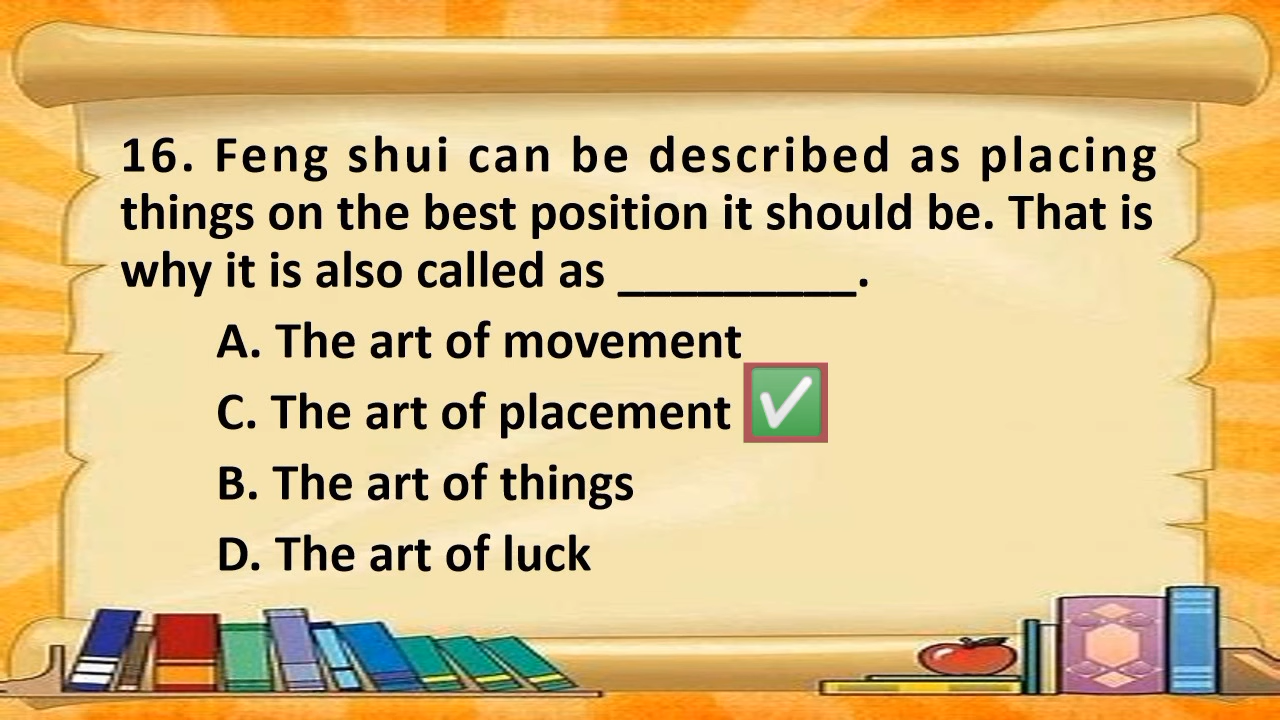 16. Feng shui can be described as placing
things on the best position it should be. That is
why it is also called as __________.
A. The art of movement
C. The art of placement ✅
B. The art of things
D. The art of luck